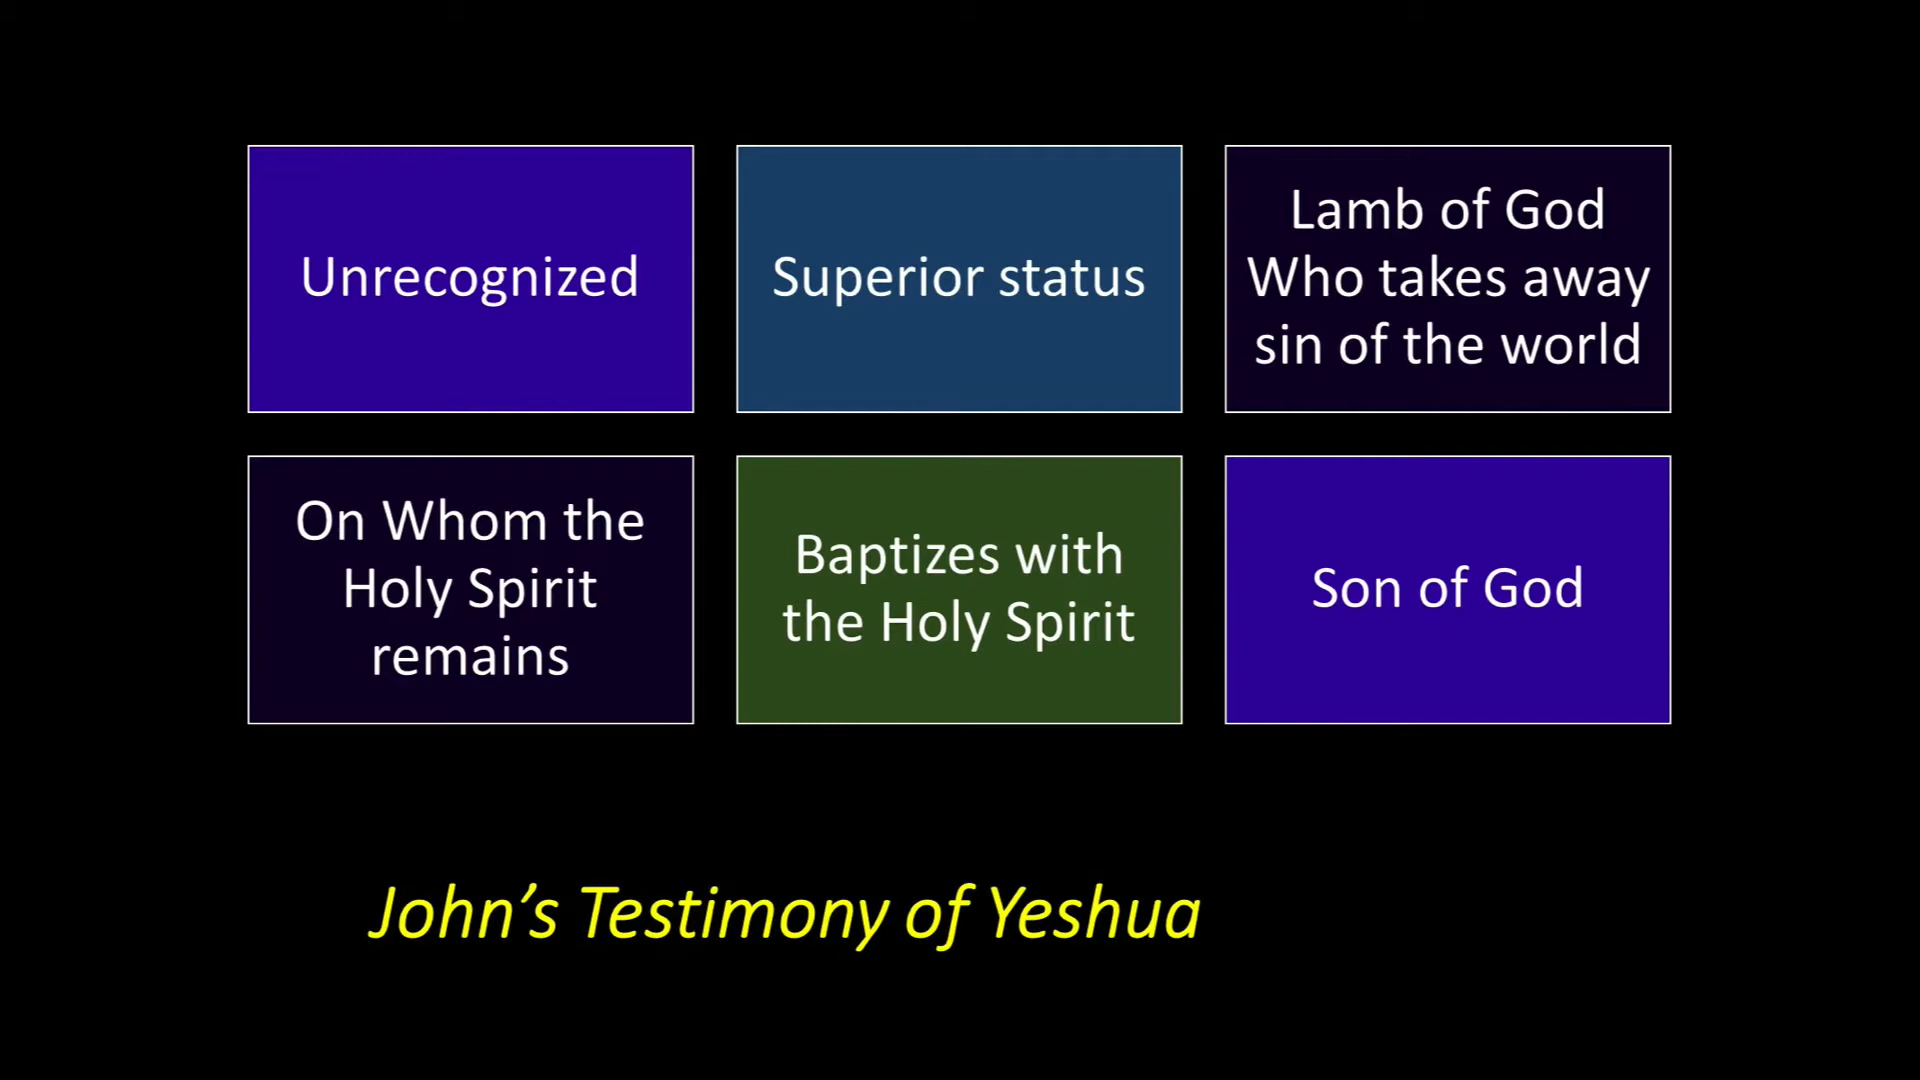 Unrecognized
Superior status
Lamb of God
Who takes away
sin of the world
On Whom the
Holy Spirit
remains
Baptizes with
the Holy Spirit
Son of God
John’s Testimony of Yeshua